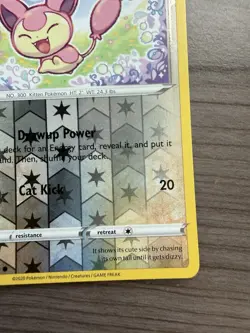 NO. 300 Kitten Pokémon HT: 2' WT: 24.3 lbs.
Drawup Power
deck for an Energy card, reveal it, and put it
and. Then, shuffle your deck.
Cat Kick 20
resistance retreat
It shows its cute side by chasing
its own tail until it gets dizzy.
©2020 Pokémon / Nintendo / Creatures / GAME FREAK